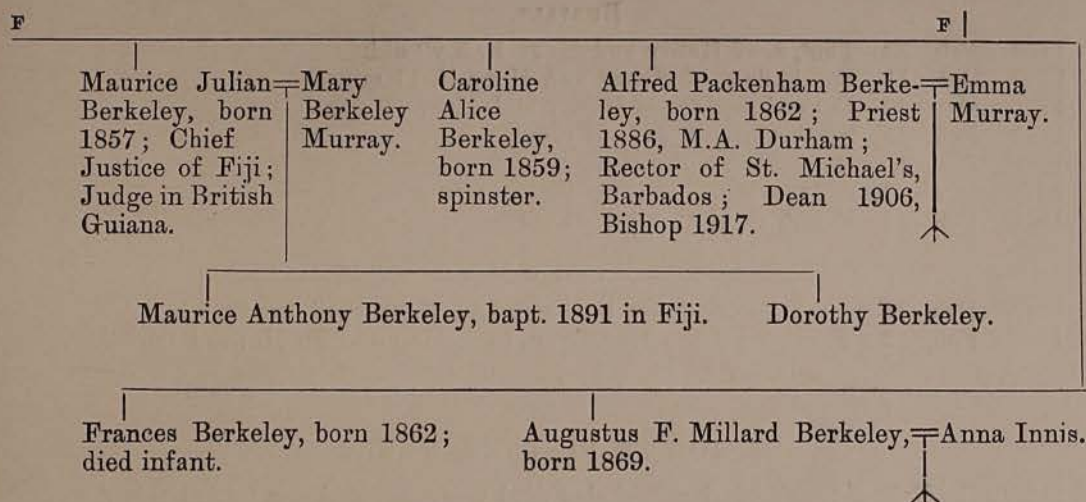 F F
Maurice Julian Berkeley, born 1857; Chief Justice of Fiji; Judge in British Guiana.
Mary Berkeley Murray.
Caroline Alice Berkeley, born 1859; spinster.
Alfred Packenham Berke-
ley, born 1862; Priest
1886, M.A. Durham;
Rector of St. Michael's,
Barbados; Dean 1906,
Bishop 1917.
Emma
Murray.
Maurice Anthony Berkeley, bapt. 1891 in Fiji. Dorothy Berkeley.
Frances Berkeley, born 1862;
died infant.
Augustus F. Millard Berkeley,
born 1869.
Anna Innis.